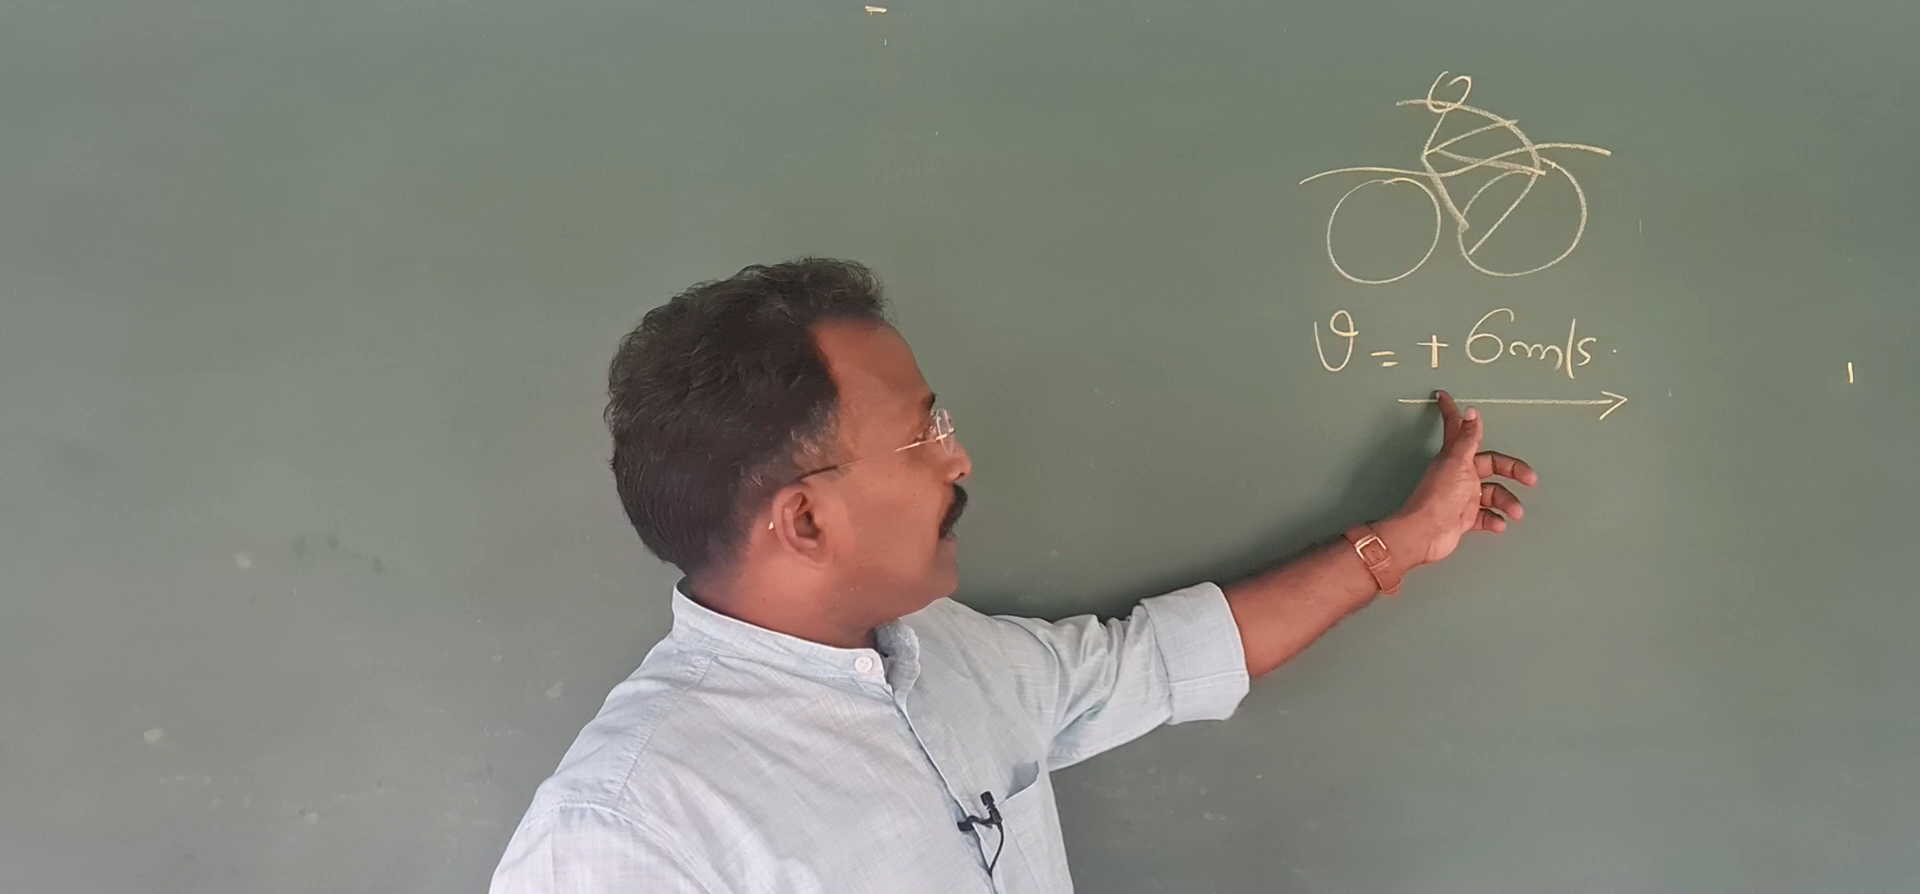 v = + 6m/s.